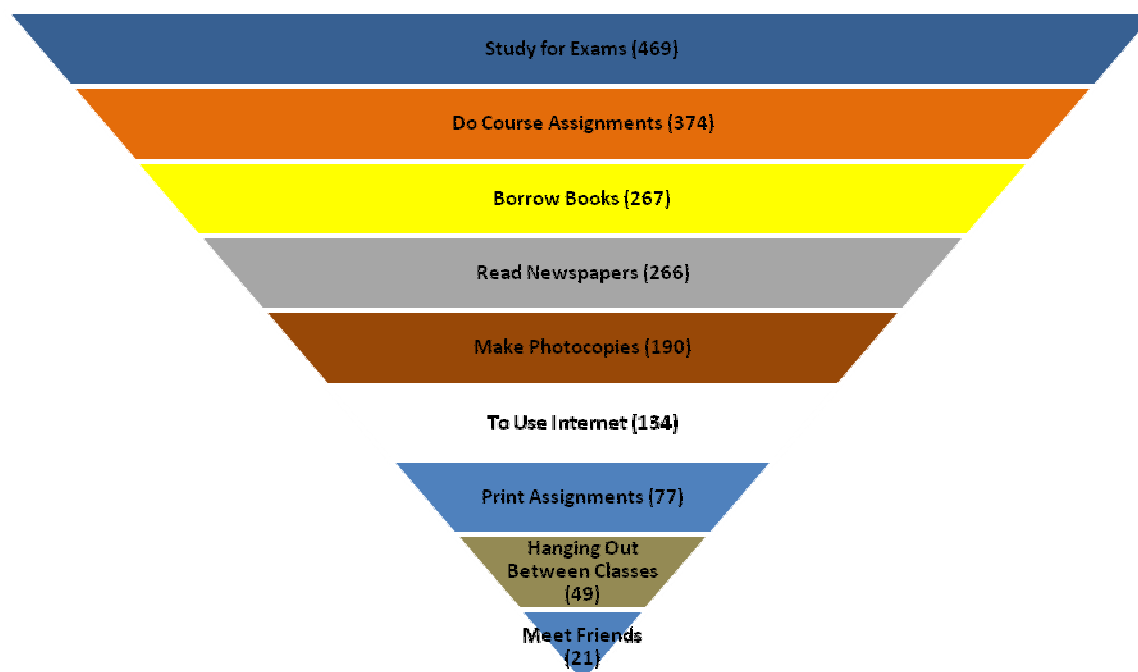 Study for Exams (469)
Do Course Assignments (374)
Borrow Books (267)
Read Newspapers (266)
Make Photocopies (190)
To Use Internet (134)
Print Assignments (77)
Hanging Out
Between Classes
(49)
Meet Friends
(21)